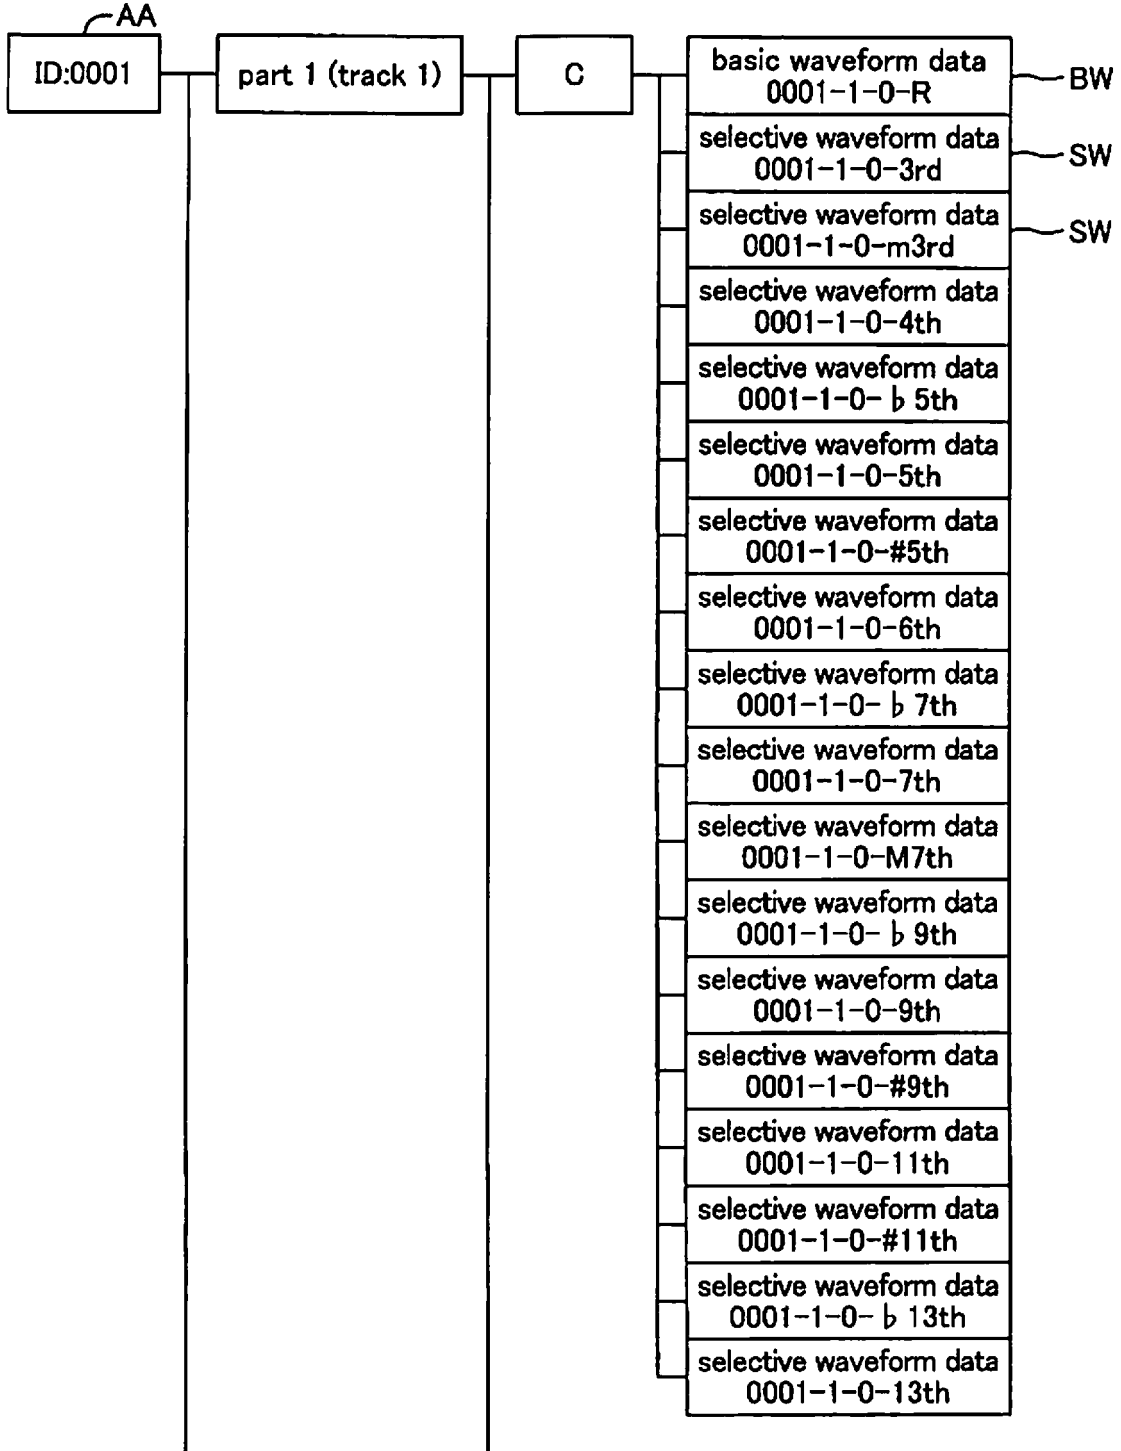 AA
ID:0001
part 1 (track 1)
C
basic waveform data
0001-1-0-R
BW
selective waveform data
0001-1-0-3rd
SW
selective waveform data
0001-1-0-m3rd
SW
selective waveform data
0001-1-0-4th
selective waveform data
0001-1-0-♭5th
selective waveform data
0001-1-0-5th
selective waveform data
0001-1-0-#5th
selective waveform data
0001-1-0-6th
selective waveform data
0001-1-0-♭7th
selective waveform data
0001-1-0-7th
selective waveform data
0001-1-0-M7th
selective waveform data
0001-1-0-♭9th
selective waveform data
0001-1-0-9th
selective waveform data
0001-1-0-#9th
selective waveform data
0001-1-0-11th
selective waveform data
0001-1-0-#11th
selective waveform data
0001-1-0-♭13th
selective waveform data
0001-1-0-13th